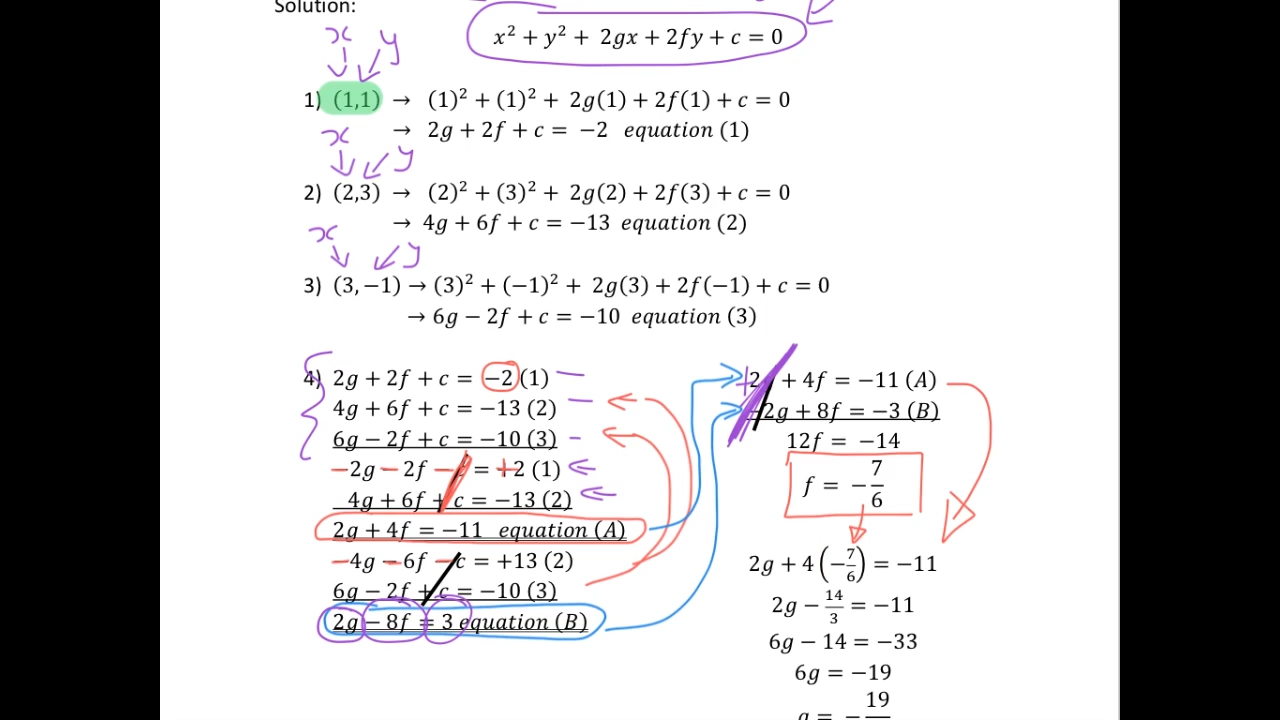 Solution:
x² + y² + 2gx + 2fy + c = 0
x y
1) (1,1) → (1)² + (1)² + 2g(1) + 2f(1) + c = 0
→ 2g + 2f + c = −2 equation (1)
x y
2) (2,3) → (2)² + (3)² + 2g(2) + 2f(3) + c = 0
→ 4g + 6f + c = −13 equation (2)
x y
3) (3,−1) → (3)² + (−1)² + 2g(3) + 2f(−1) + c = 0
→ 6g − 2f + c = −10 equation (3)
4) 2g + 2f + c = −2 (1)
4g + 6f + c = −13 (2)
6g − 2f + c = −10 (3)
−2g − 2f − c = +2 (1)
4g + 6f + c = −13 (2)
2g + 4f = −11 equation (A)
−4g − 6f − c = +13 (2)
6g − 2f + c = −10 (3)
2g − 8f = 3 equation (B)
+2g + 4f = −11 (A)
−2g + 8f = −3 (B)
12f = −14
f = −7/6
2g + 4(−7/6) = −11
2g − 14/3 = −11
6g − 14 = −33
6g = −19
g = − 19